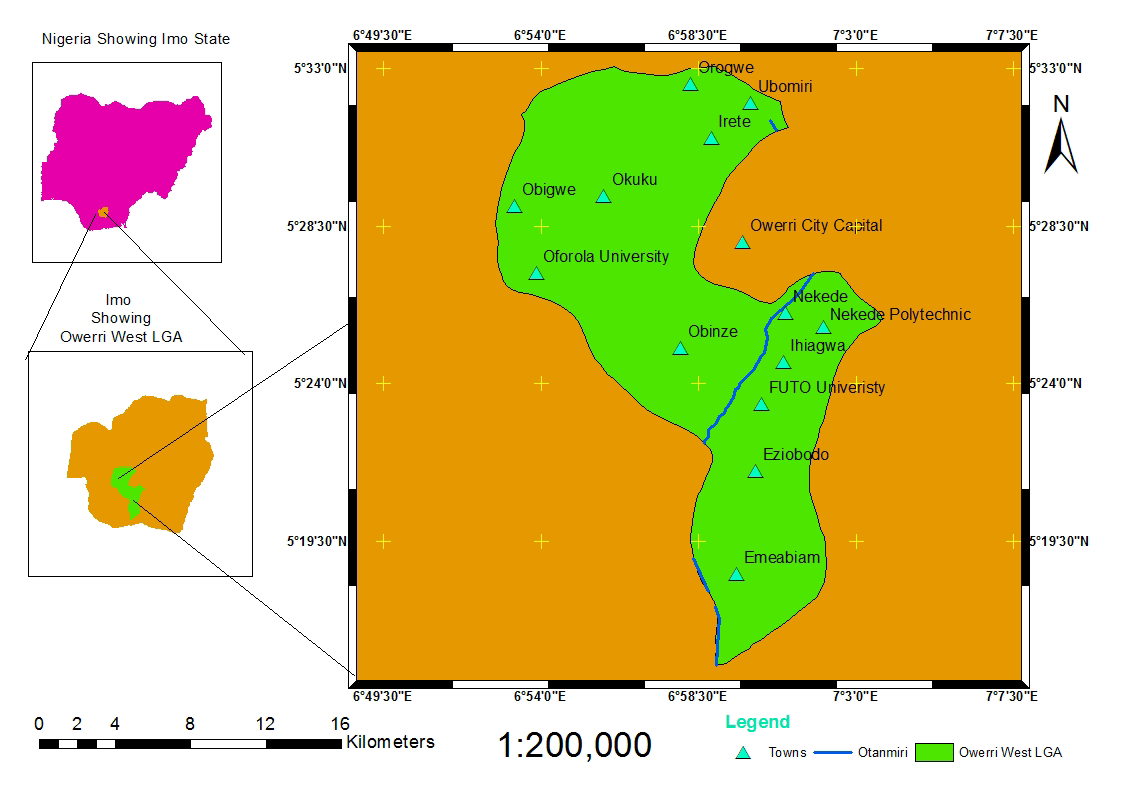 Nigeria Showing Imo State
6°49'30"E 6°54'0"E 6°58'30"E 7°3'0"E 7°7'30"E
5°33'0"N 5°33'0"N
Orogwe
Ubomiri
N
Irete
Okuku
Obigwe
5°28'30"N Owerri City Capital 5°28'30"N
Oforola University
Imo
Showing
Owerri West LGA
Nekede
Nekede Polytechnic
Obinze
Ihiagwa
5°24'0"N 5°24'0"N
FUTO Univeristy
Eziobodo
5°19'30"N 5°19'30"N
Emeabiam
6°49'30"E 6°54'0"E 6°58'30"E 7°3'0"E 7°7'30"E
0 2 4 8 12 16
Kilometers
1:200,000
Legend
Towns Otanmiri Owerri West LGA